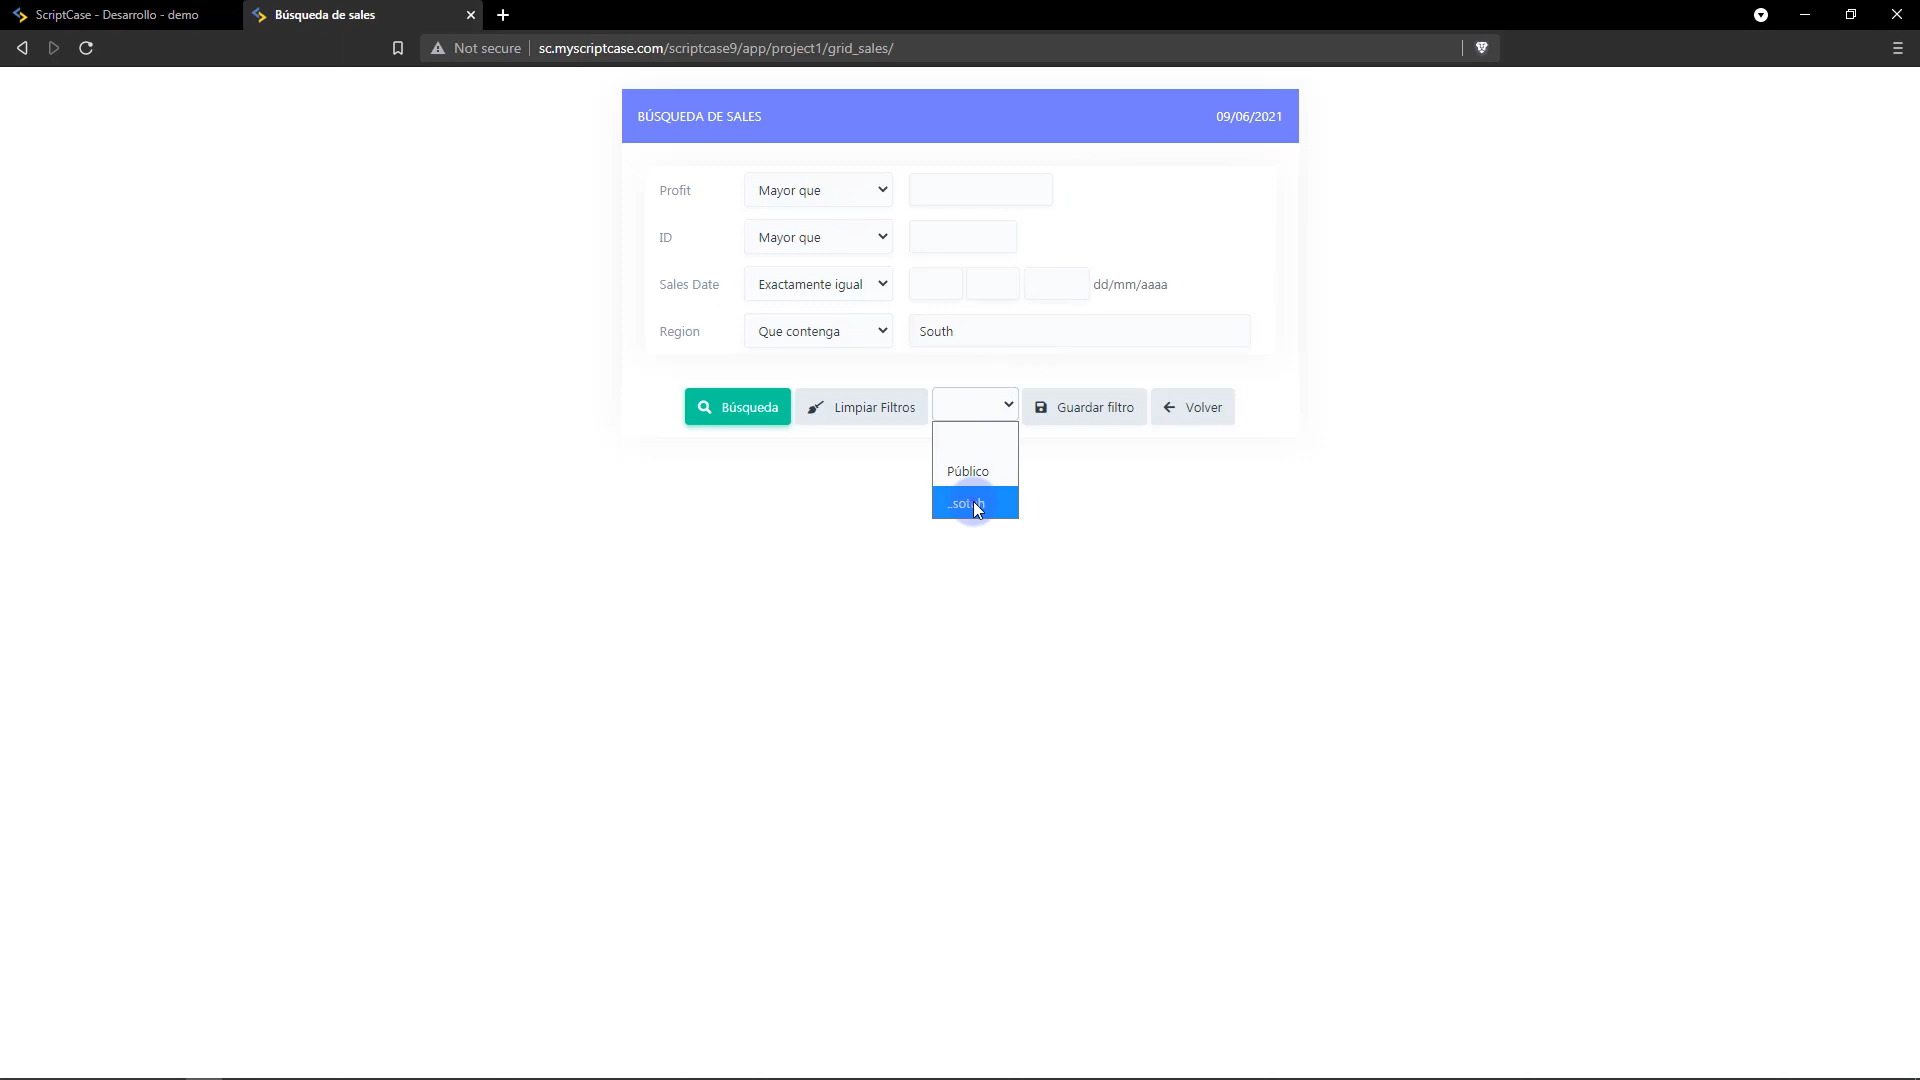 ScriptCase - Desarrollo - demo
Búsqueda de sales
Not secure
sc.myscriptcase.com/scriptcase9/app/project1/grid_sales/
BÚSQUEDA DE SALES
09/06/2021
Profit
Mayor que
ID
Mayor que
Sales Date
Exactamente igual
dd/mm/aaaa
Region
Que contenga
South
Búsqueda
Limpiar Filtros
Guardar filtro
Volver
Público